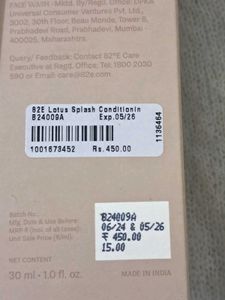 FACE WASH - Mktd. By/Regd. Office: DPKA
Universal Consumer Ventures Pvt. Ltd.,
3002, 30th Floor, Beau Monde, Tower B,
Prabhadevi Road, Prabhadevi, Mumbai -
400025, Maharashtra.
Query/ Feedback: Contact 82°E Care
Executive at Regd. Office: Tel. 1800 2030
590 or Email: care@82e.com
82E Lotus Splash Conditionin
B24009A Exp.05/26
1001673452 Rs.450.00
1136464
Batch No.:
Mfg. Date & Use Before:
MRP ₹ (Incl. of all taxes):
Unit Sale Price (₹/ml):
B24009A
06/24 & 05/26
₹ 450.00
15.00
NET CONTENT
30 ml - 1.0 fl. oz.
MADE IN INDIA